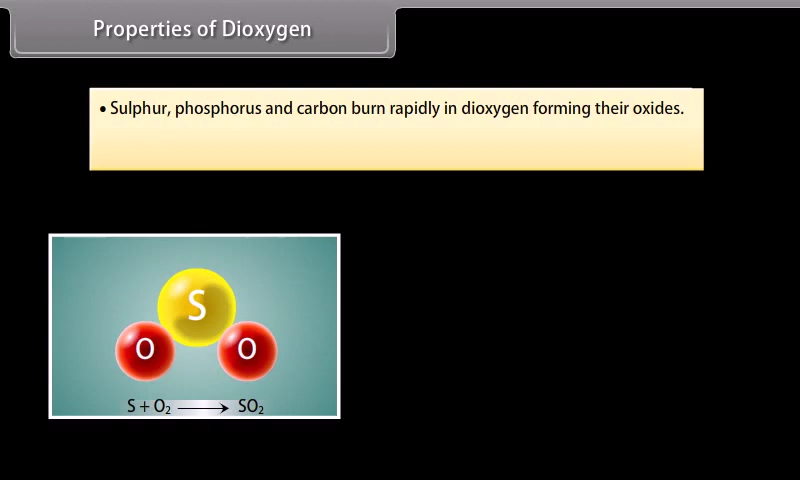 Properties of Dioxygen
• Sulphur, phosphorus and carbon burn rapidly in dioxygen forming their oxides.
S
O O
S + O₂ ⟶ SO₂